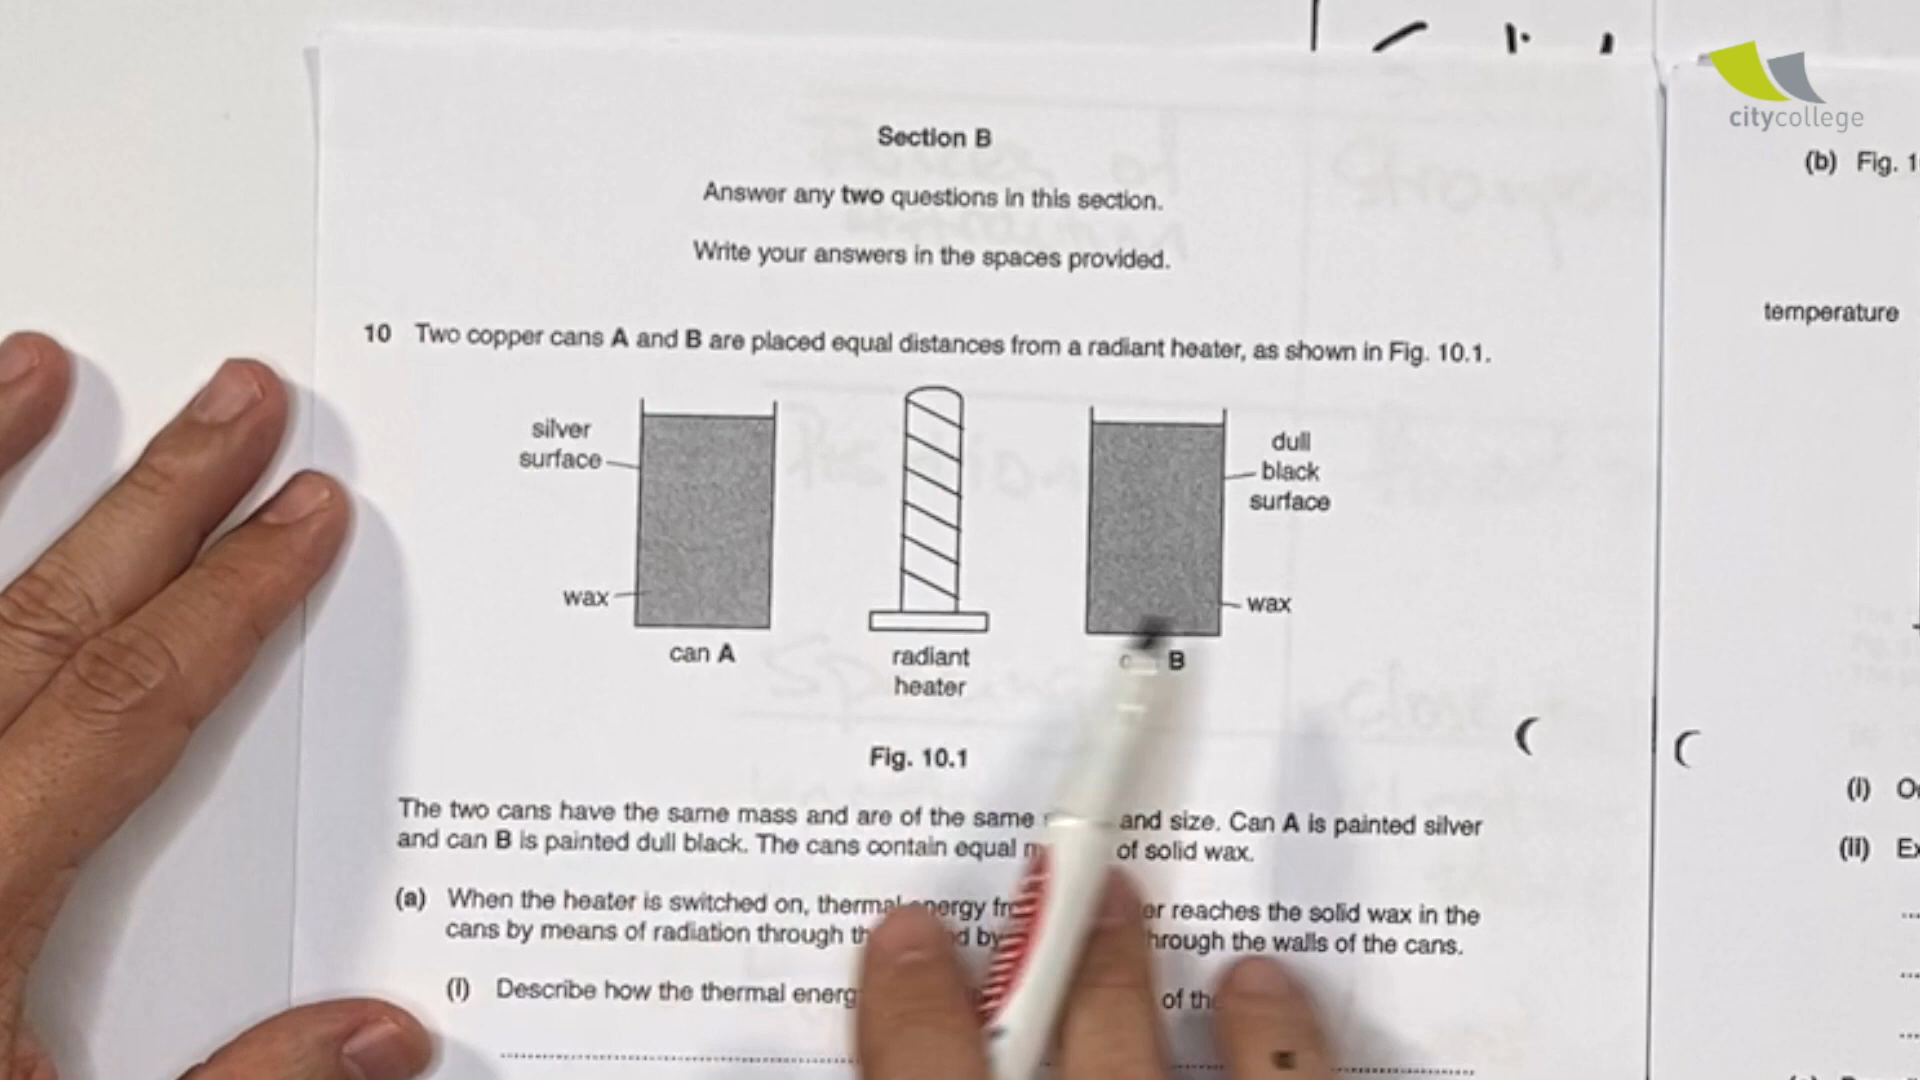 citycollege
Section B
Answer any two questions in this section.
Write your answers in the spaces provided.
10 Two copper cans A and B are placed equal distances from a radiant heater, as shown in Fig. 10.1.
silver
surface
wax
can A
radiant
heater
dull
black
surface
wax
B
Fig. 10.1
The two cans have the same mass and are of the same and size. Can A is painted silver
and can B is painted dull black. The cans contain equal of solid wax.
(a) When the heater is switched on, thermal energy reaches the solid wax in the
cans by means of radiation through by through the walls of the cans.
(i) Describe how the thermal of
(b) Fig. 1
temperature
(i)
(ii)